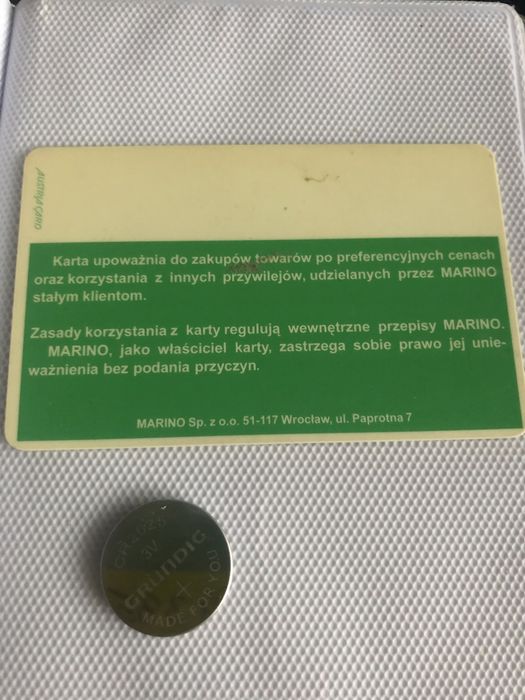 AUSTRIA CARD
Karta upoważnia do zakupów towarów po preferencyjnych cenach
oraz korzystania z innych przywilejów, udzielanych przez MARINO
stałym klientom.
Zasady korzystania z karty regulują wewnętrzne przepisy MARINO.
MARINO, jako właściciel karty, zastrzega sobie prawo jej unie-
ważnienia bez podania przyczyn.
MARINO Sp. z o.o. 51-117 Wrocław, ul. Paprotna 7
CR2025
3V
GRUNDIG
+
MADE FOR YOU